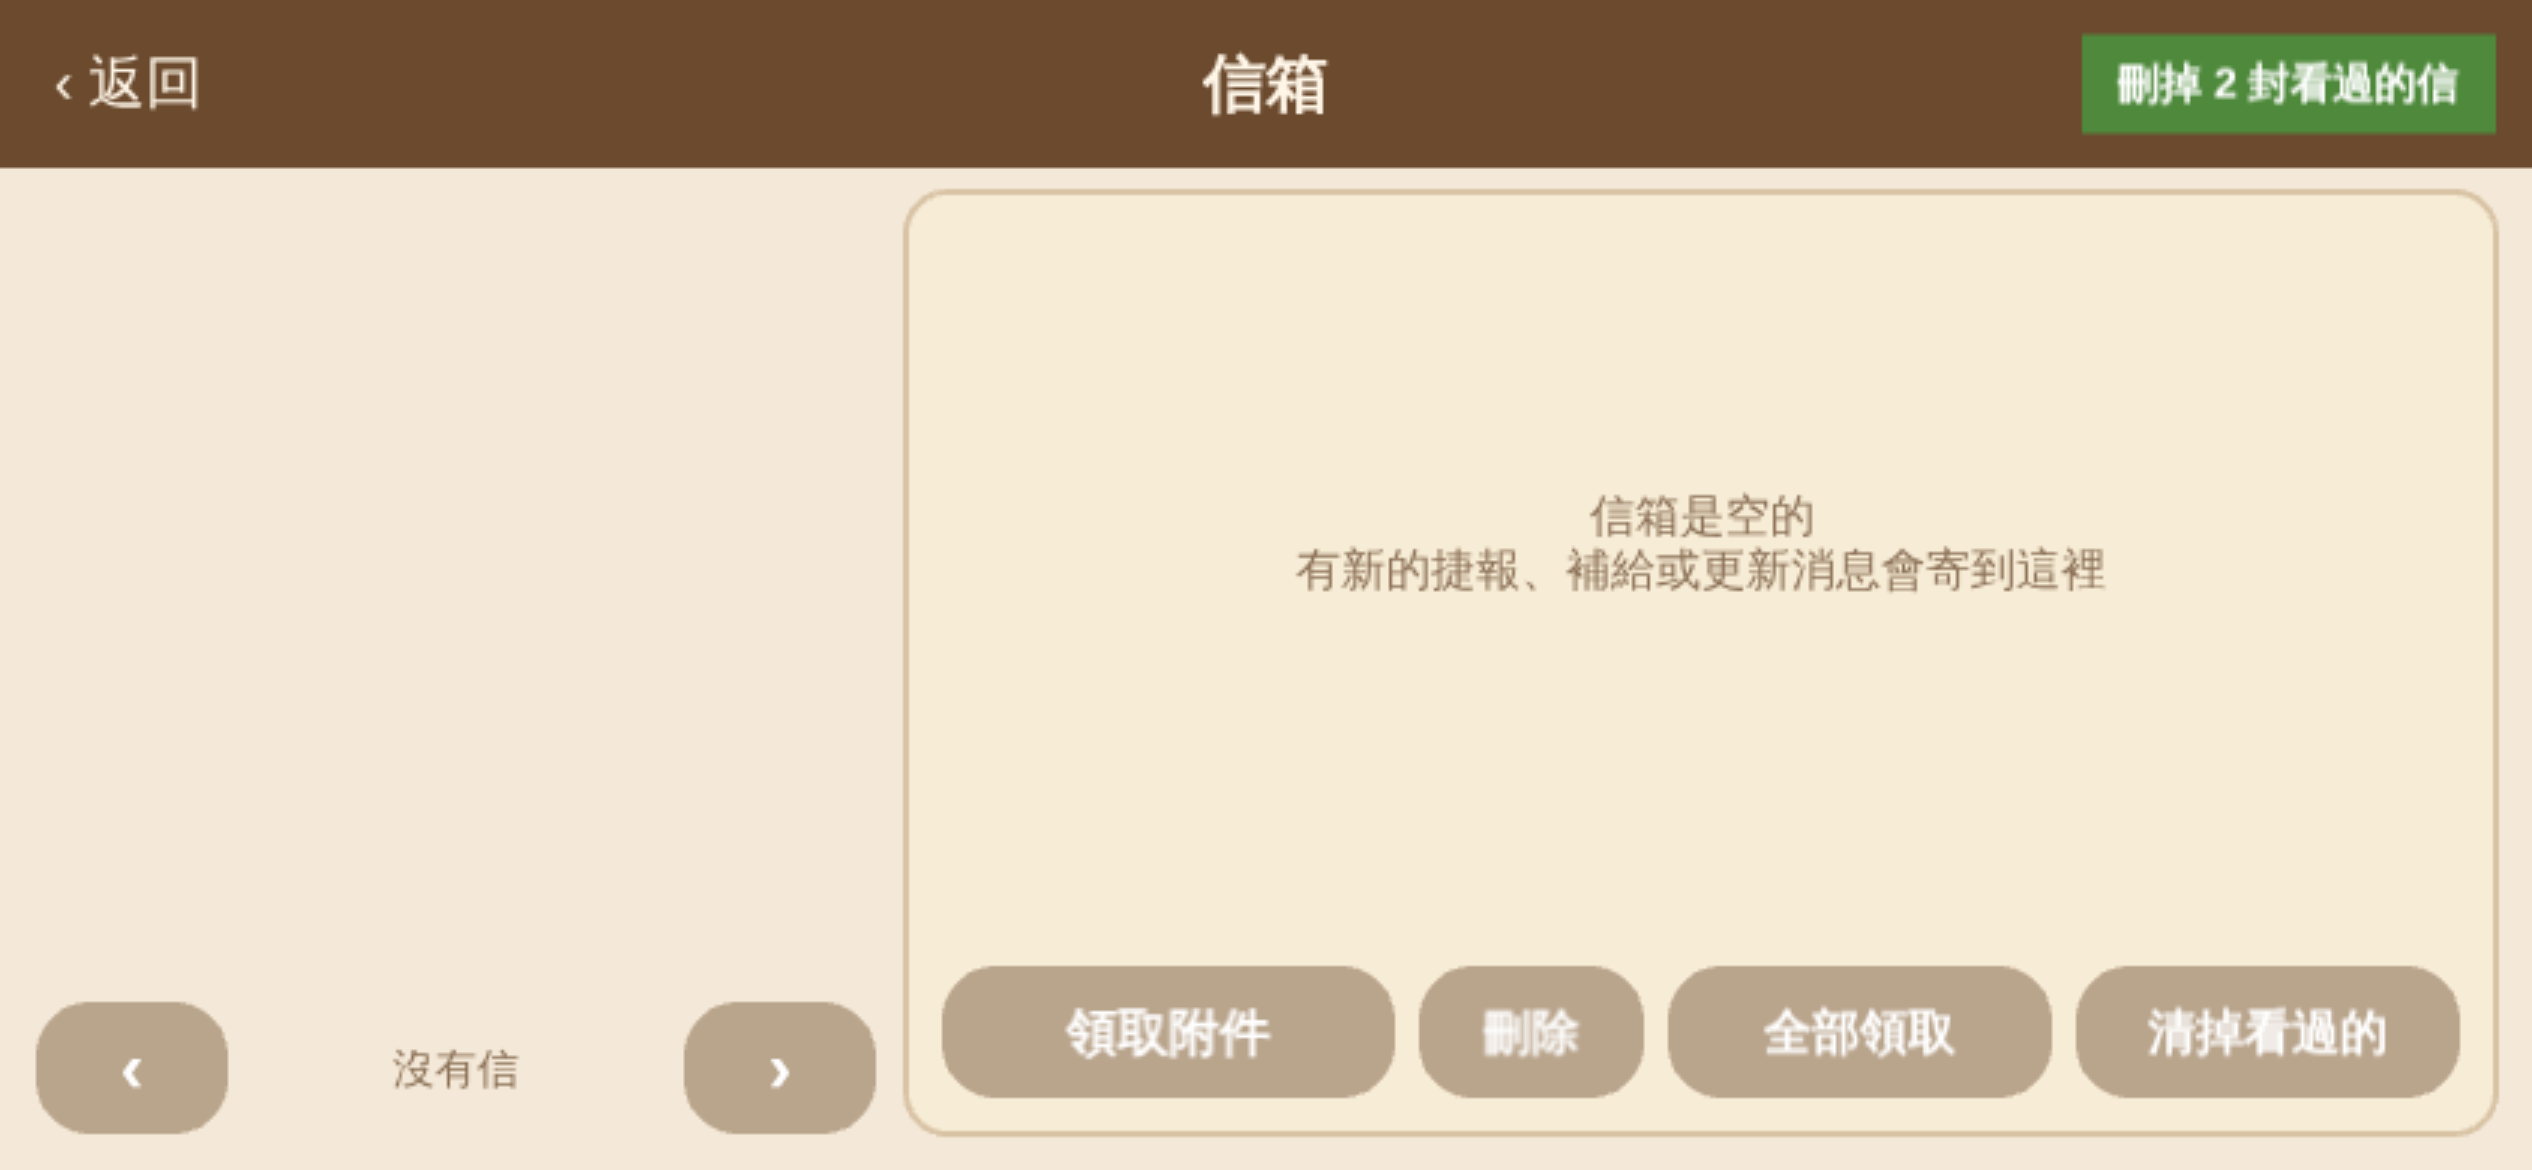 ‹ 返回
信箱
刪掉 2 封看過的信
信箱是空的
有新的捷報、補給或更新消息會寄到這裡
‹
沒有信
›
領取附件
刪除
全部領取
清掉看過的